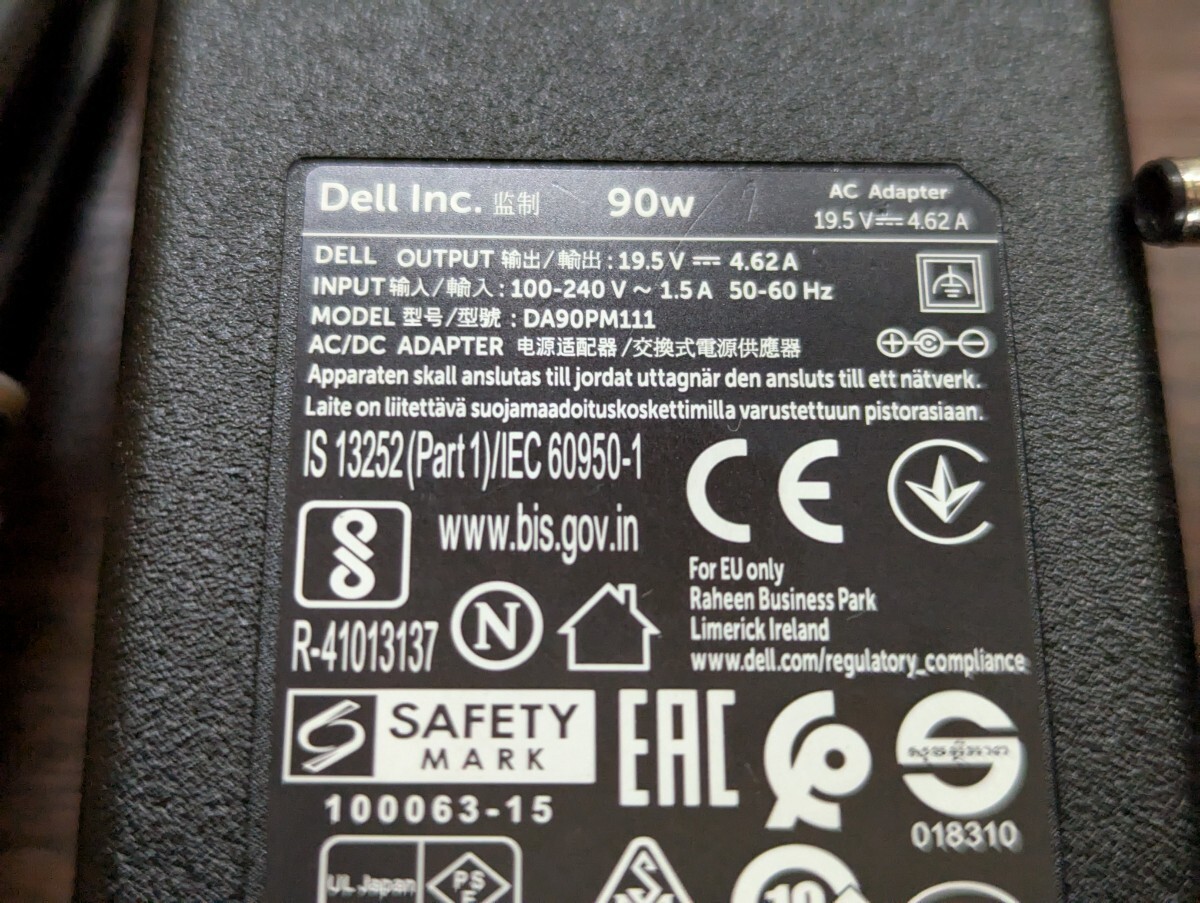 Dell Inc. 监制 90w AC Adapter
19.5 V⎓4.62 A
DELL OUTPUT 输出/輸出 : 19.5 V ⎓ 4.62 A
INPUT 输入/輸入 : 100-240 V ~ 1.5 A 50-60 Hz
MODEL 型号/型號 : DA90PM111
AC/DC ADAPTER 电源适配器/交換式電源供應器
Apparaten skall anslutas till jordat uttagnär den ansluts till ett nätverk.
Laite on liitettävä suojamaadoituskoskettimilla varustettuun pistorasiaan.
IS 13252 (Part 1)/IEC 60950-1
CE
www.bis.gov.in
For EU only
Raheen Business Park
Limerick Ireland
www.dell.com/regulatory_compliance
R-41013137
N
SAFETY
MARK
EAC
100063-15
018310
UL Japan
PS
E
10